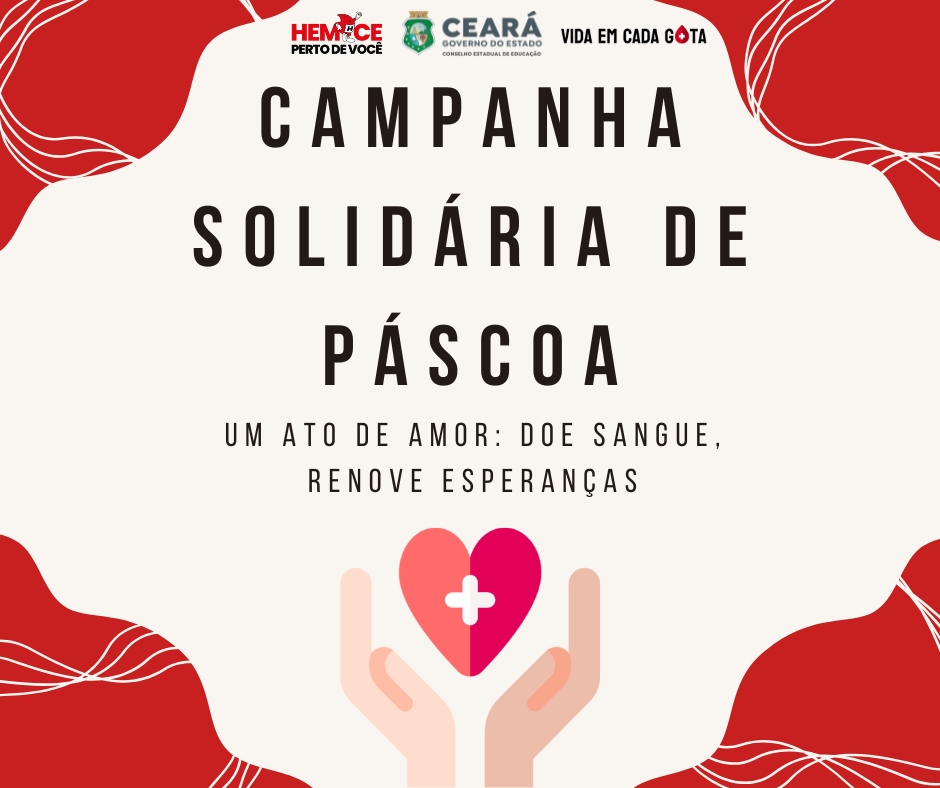 HEMOCE
PERTO DE VOCÊ
CEARÁ
GOVERNO DO ESTADO
CONSELHO ESTADUAL DE EDUCAÇÃO
VIDA EM CADA GOTA
CAMPANHA
SOLIDÁRIA DE
PÁSCOA
UM ATO DE AMOR: DOE SANGUE,
RENOVE ESPERANÇAS